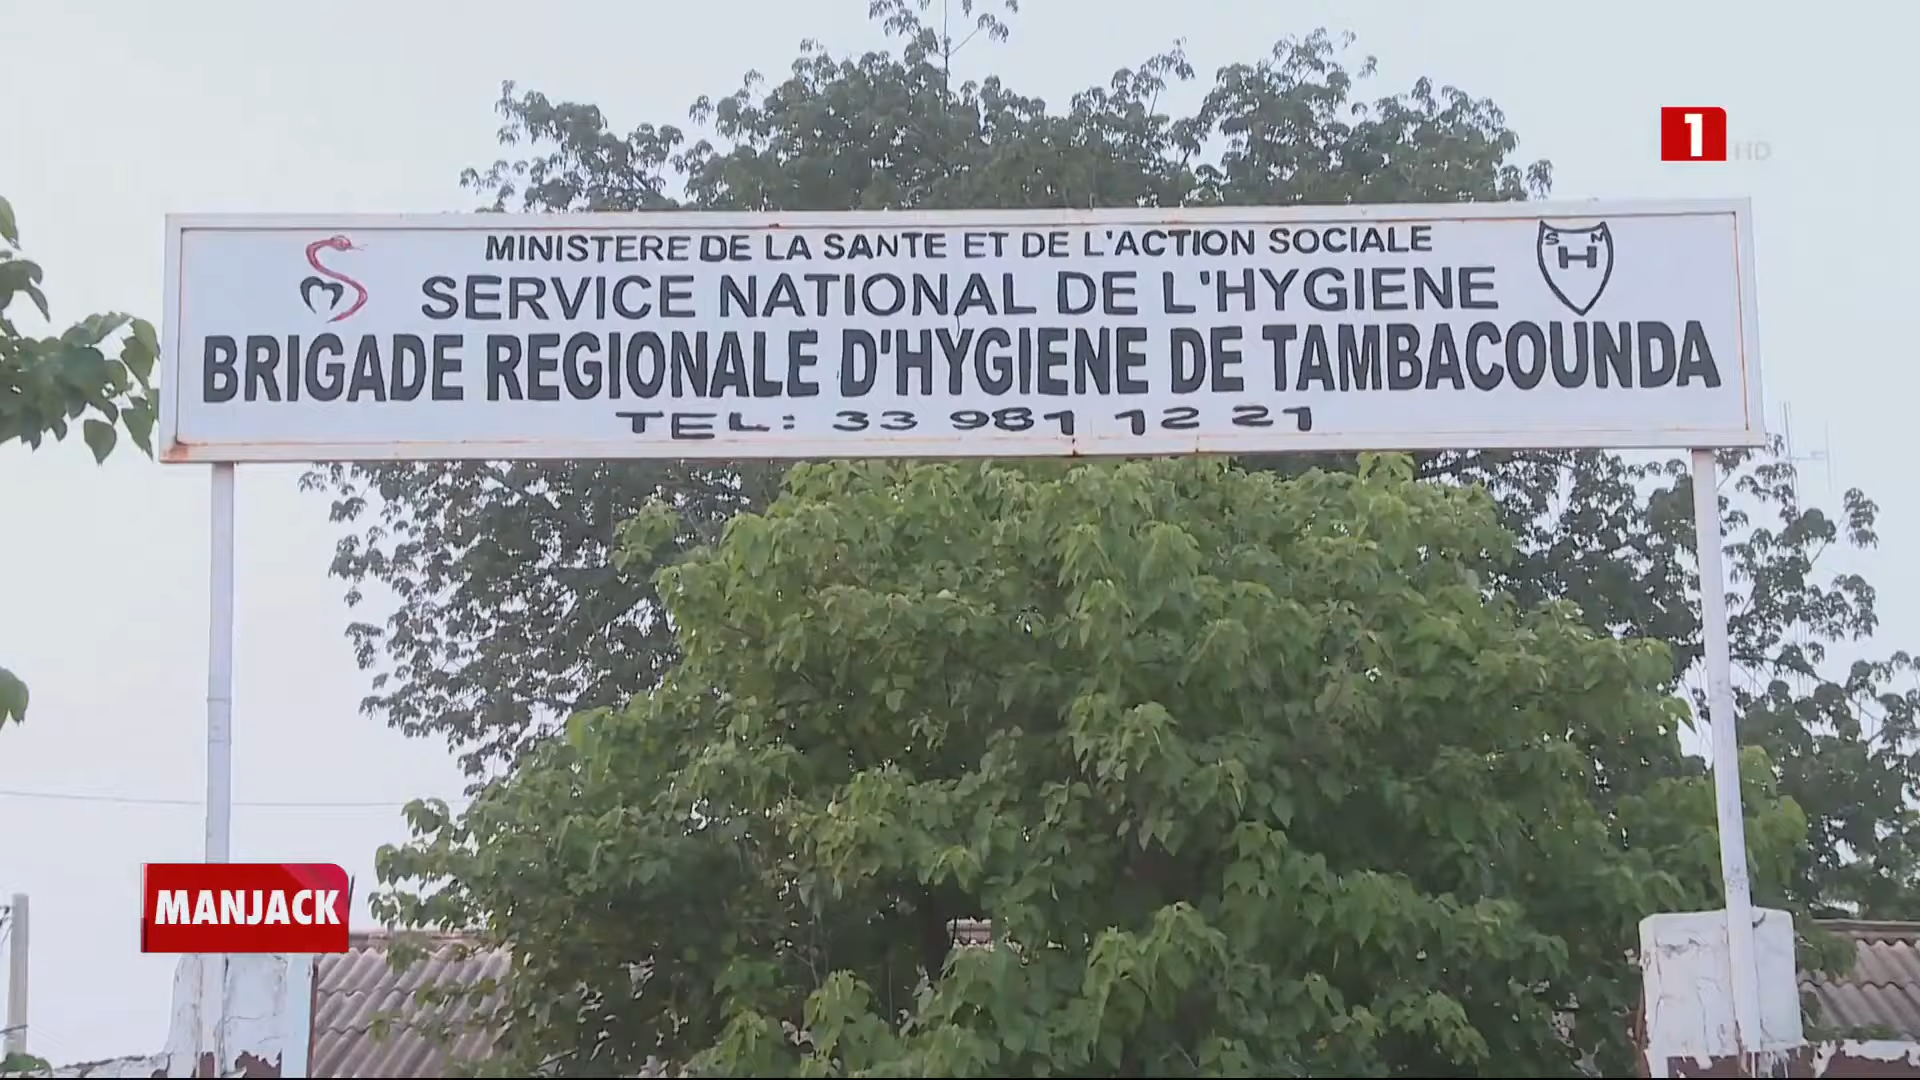 1 HD
MINISTERE DE LA SANTE ET DE L'ACTION SOCIALE
SERVICE NATIONAL DE L'HYGIENE
BRIGADE REGIONALE D'HYGIENE DE TAMBACOUNDA
TEL: 33 981 12 21
S H N
MANJACK